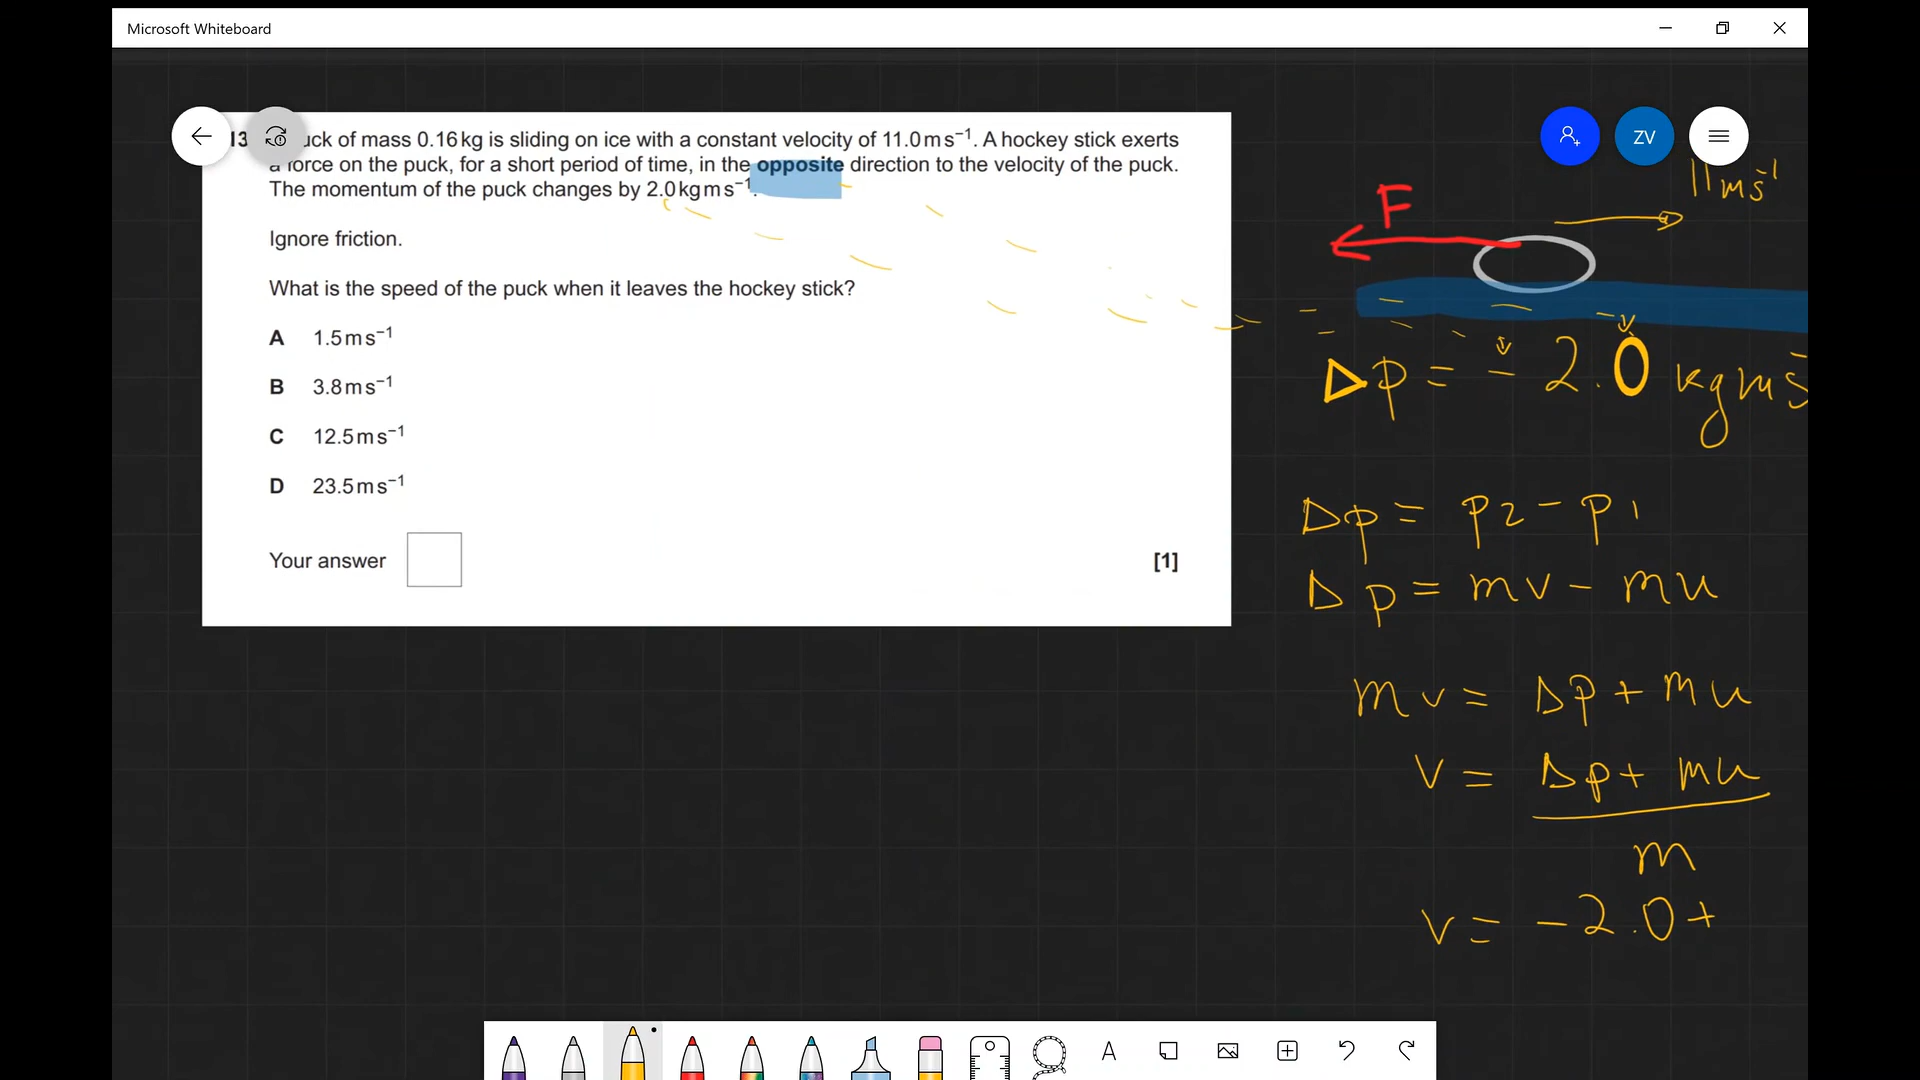 Microsoft Whiteboard
13 uck of mass 0.16 kg is sliding on ice with a constant velocity of 11.0 m s⁻¹. A hockey stick exerts
a force on the puck, for a short period of time, in the opposite direction to the velocity of the puck.
The momentum of the puck changes by 2.0 kg m s⁻¹.
Ignore friction.
What is the speed of the puck when it leaves the hockey stick?
A 1.5 m s⁻¹
B 3.8 m s⁻¹
C 12.5 m s⁻¹
D 23.5 m s⁻¹
Your answer [1]
ZV
11 ms⁻¹
F
Δp = - 2.0 kgms⁻
Δp = p2 - p1
Δp = mv - mu
mv = Δp + mu
v = Δp + mu
m
v = -2.0 +
A